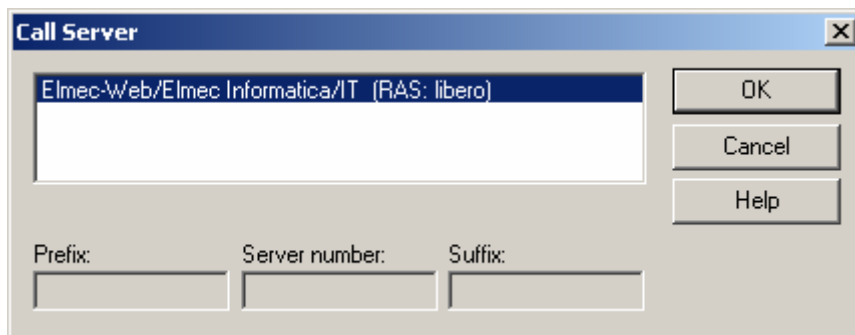 Call Server
Elmec-Web/Elmec Informatica/IT (RAS: libero)
OK
Cancel
Help
Prefix:
Server number:
Suffix: